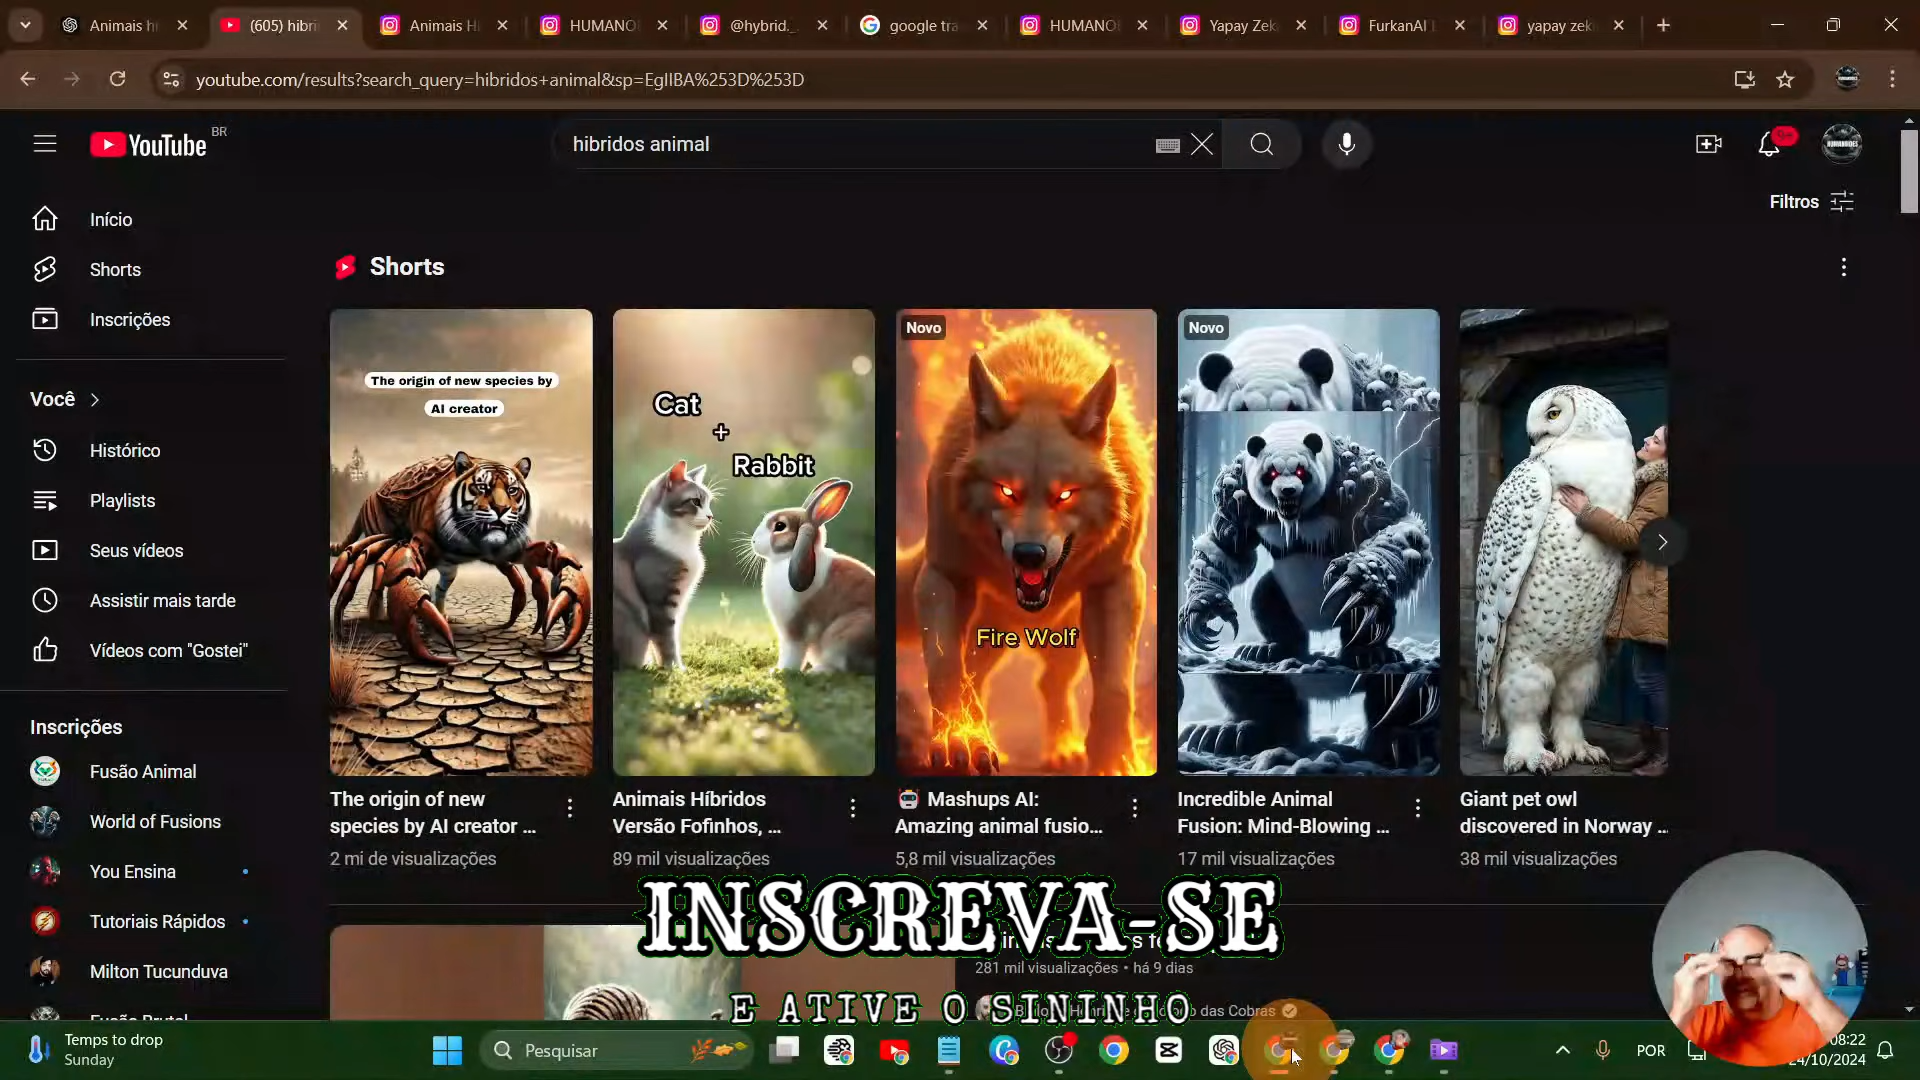 Animais h
(605) hibri
Animais H
HUMANO
@hybrid._
google tra
HUMANO
Yapay Zek
FurkanAI
yapay zek
youtube.com/results?search_query=hibridos+animal&sp=EgIIBA%253D%253D
YouTube BR
hibridos animal
9+
Filtros
Início
Shorts
Inscrições
Você
Histórico
Playlists
Seus vídeos
Assistir mais tarde
Vídeos com "Gostei"
Inscrições
Fusão Animal
World of Fusions
You Ensina
Tutoriais Rápidos
Milton Tucunduva
Fusão Brutal
Shorts
The origin of new species by
AI creator
Cat
+
Rabbit
Novo
Fire Wolf
Novo
The origin of new
species by AI creator ...
2 mi de visualizações
Animais Híbridos
Versão Fofinhos, ...
89 mil visualizações
Mashups AI:
Amazing animal fusio...
5,8 mil visualizações
Incredible Animal
Fusion: Mind-Blowing ...
17 mil visualizações
Giant pet owl
discovered in Norway ...
38 mil visualizações
INSCREVA-SE
281 mil visualizações • há 9 dias
E ATIVE O SININHO
das Cobras
Temps to drop
Sunday
Pesquisar
POR
08:22
24/10/2024